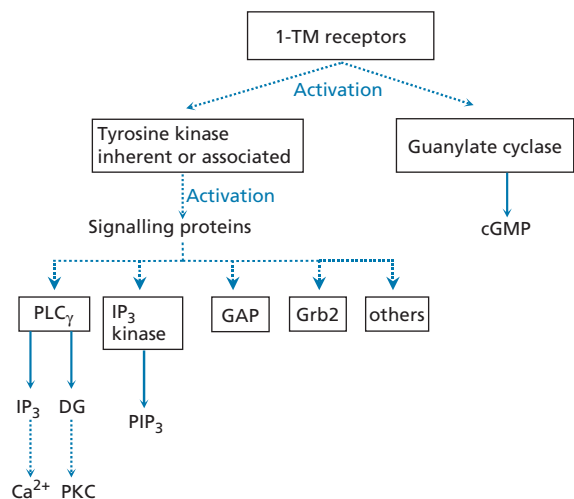 1-TM receptors
Activation
Tyrosine kinase
inherent or associated
Guanylate cyclase
Activation
Signalling proteins
cGMP
PLCγ
IP3
kinase
GAP
Grb2
others
IP3
DG
PIP3
Ca2+
PKC